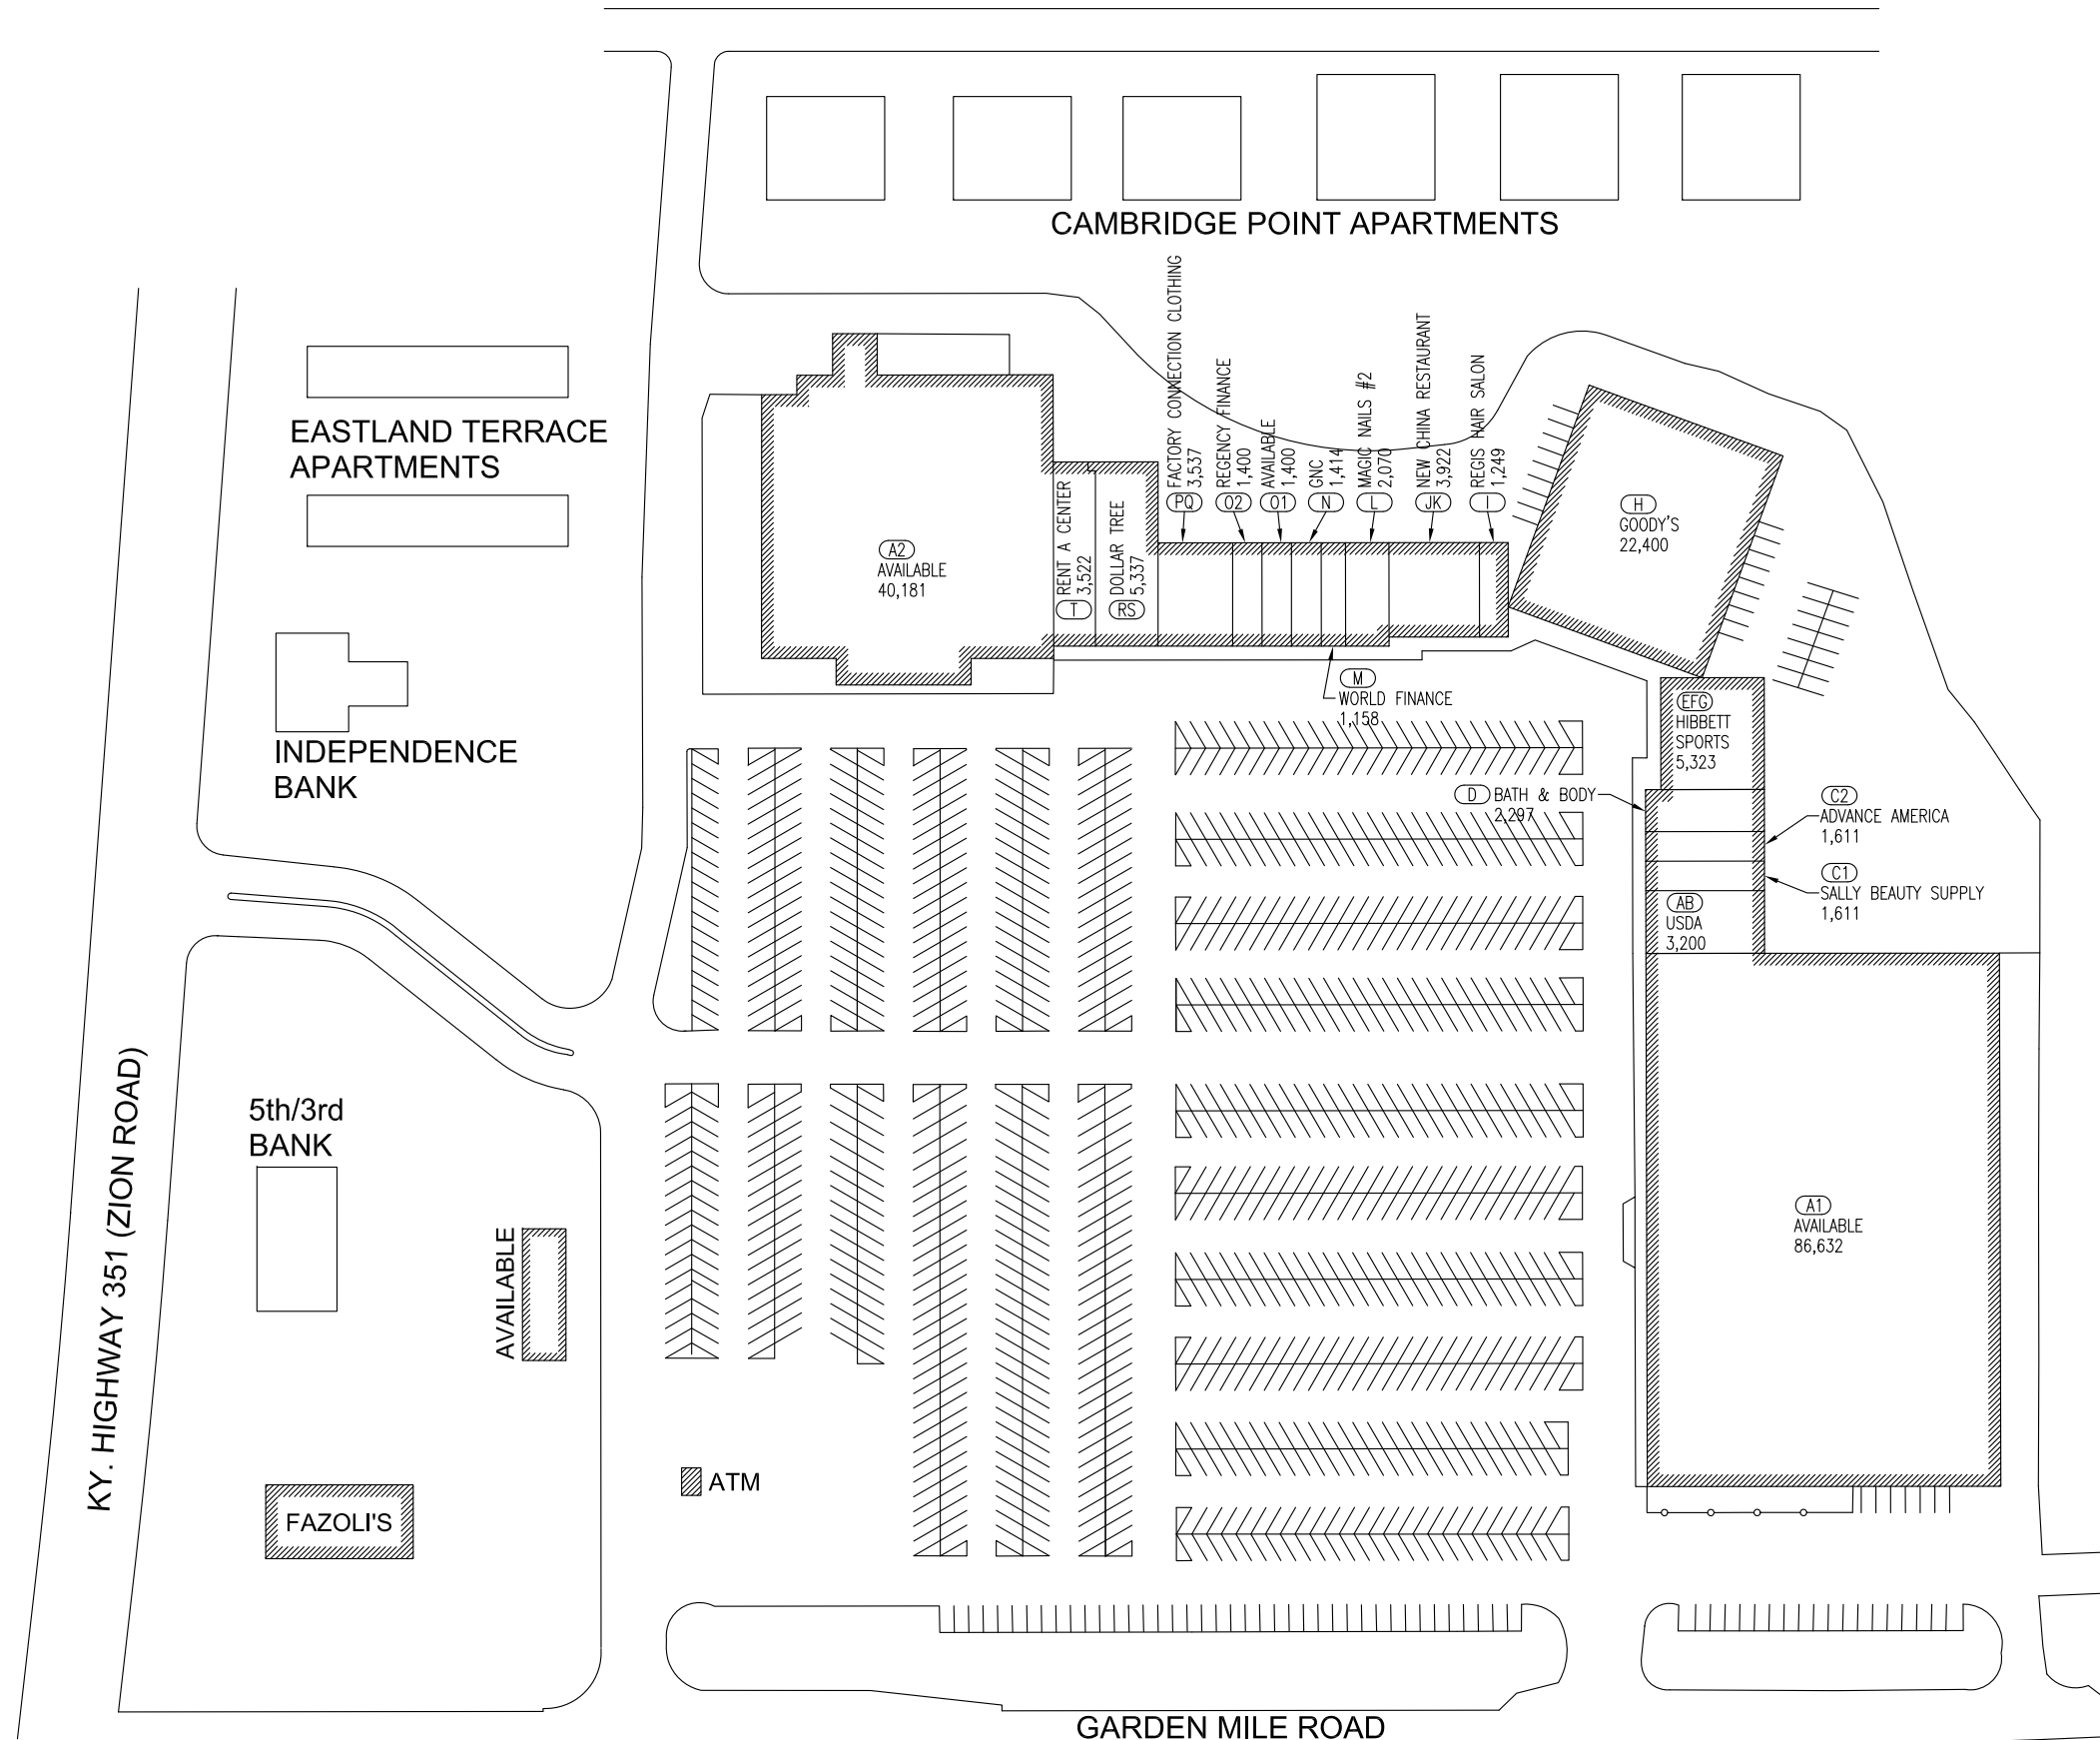 CAMBRIDGE POINT APARTMENTS
EASTLAND TERRACE
APARTMENTS
INDEPENDENCE
BANK
5th/3rd
BANK
AVAILABLE
FAZOLI'S
KY. HIGHWAY 351 (ZION ROAD)
ATM
GARDEN MILE ROAD
A2
AVAILABLE
40,181
RENT A CENTER
3,522
T
DOLLAR TREE
5,337
RS
FACTORY CONNECTION CLOTHING
3,537
PQ
REGENCY FINANCE
1,400
O2
AVAILABLE
1,400
O1
GNC
1,414
N
MAGIC NAILS #2
2,070
L
NEW CHINA RESTAURANT
3,922
JK
REGIS HAIR SALON
1,249
I
M
WORLD FINANCE
1,158
H
GOODY'S
22,400
EFG
HIBBETT
SPORTS
5,323
D BATH & BODY
2,297
C2
ADVANCE AMERICA
1,611
C1
SALLY BEAUTY SUPPLY
1,611
AB
USDA
3,200
A1
AVAILABLE
86,632